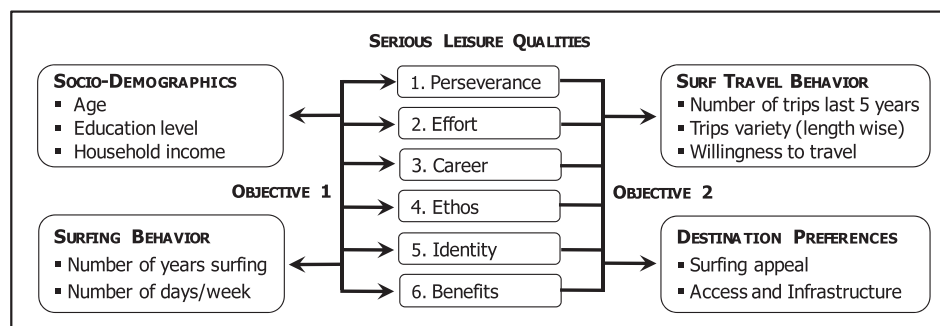 SERIOUS LEISURE QUALITIES
SOCIO-DEMOGRAPHICS
▪ Age
▪ Education level
▪ Household income
OBJECTIVE 1
SURFING BEHAVIOR
▪ Number of years surfing
▪ Number of days/week
1. Perseverance
2. Effort
3. Career
4. Ethos
5. Identity
6. Benefits
SURF TRAVEL BEHAVIOR
▪ Number of trips last 5 years
▪ Trips variety (length wise)
▪ Willingness to travel
OBJECTIVE 2
DESTINATION PREFERENCES
▪ Surfing appeal
▪ Access and Infrastructure